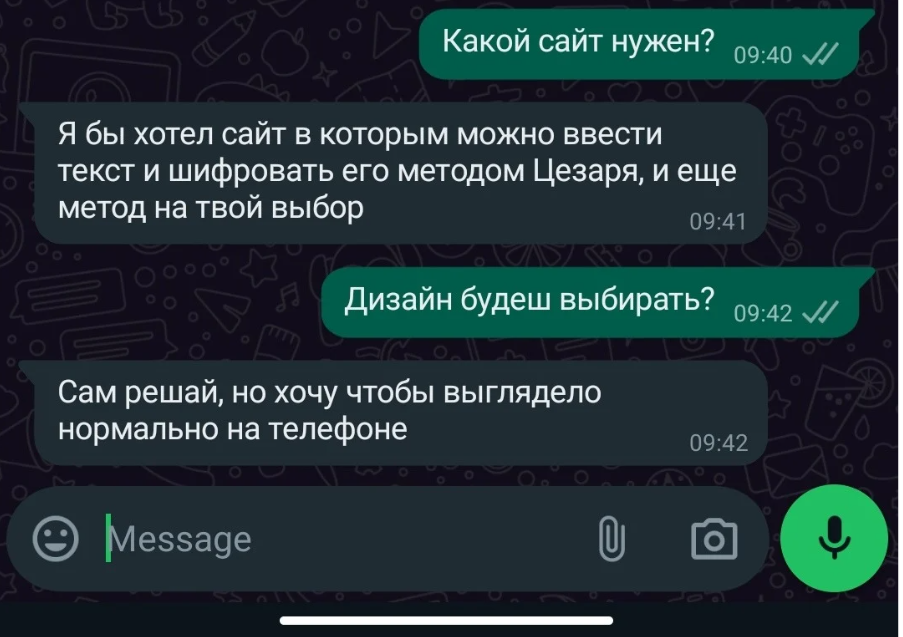 Какой сайт нужен?
09:40
Я бы хотел сайт в которым можно ввести
текст и шифровать его методом Цезаря, и еще
метод на твой выбор
09:41
Дизайн будеш выбирать?
09:42
Сам решай, но хочу чтобы выглядело
нормально на телефоне
09:42
Message